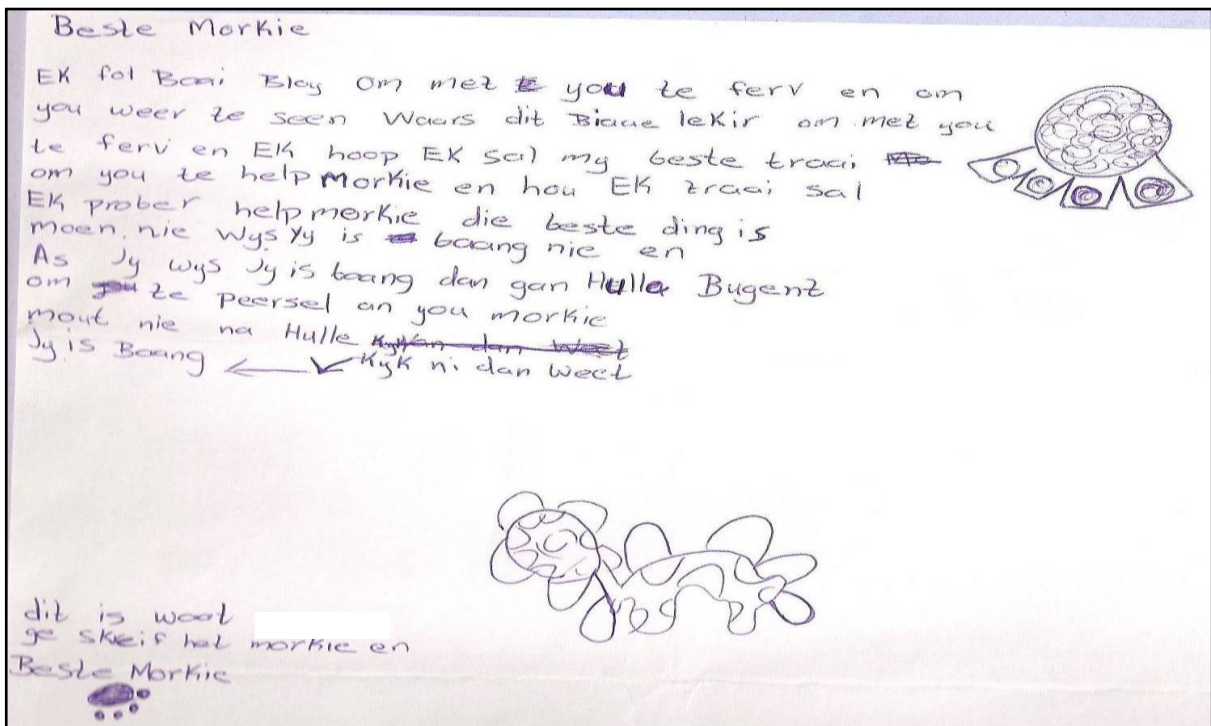 Beste Morkie
EK fol Baai Blay om met you te ferv en om
you weer te seen Waars dit Biaue lekir om met you
te ferv en EK hoop EK sal my beste traai
om you te help Morkie en hou EK traai sal
EK prober help morkie die beste ding is
moen. nie wys yy is baang nie en
As Jy wys Jy is baang dan gan Hulle Bugent
om te peersel an you morkie
mout nie na Hulle Kyk ni dan weet
Jy is Baang
dit is waat
ge skeif het morkie en
Beste Morkie